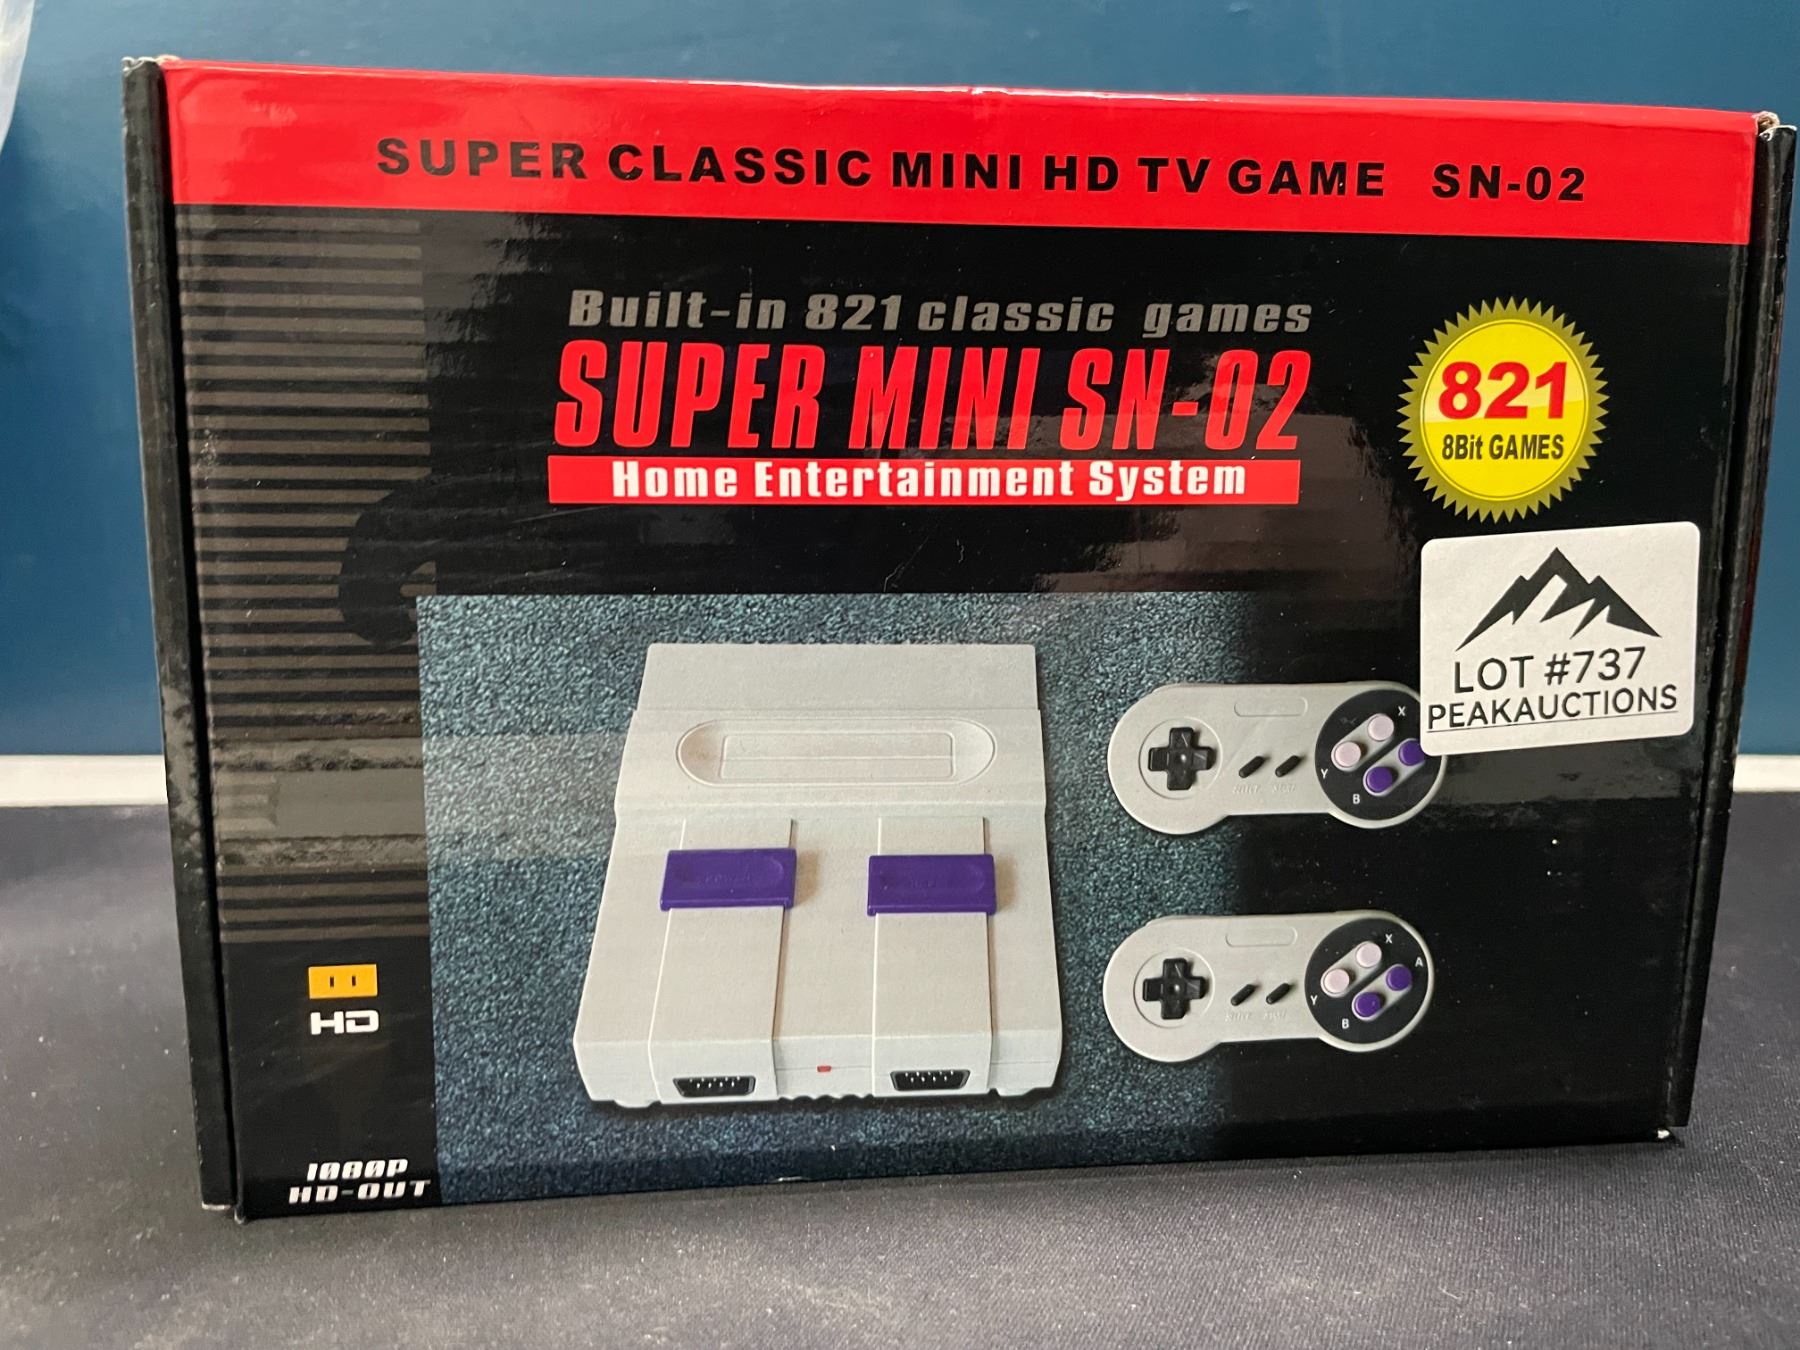 SUPER CLASSIC MINI HD TV GAME SN-02
Built-in 821 classic games
SUPER MINI SN-02
Home Entertainment System
821
8Bit GAMES
LOT #737
PEAKAUCTIONS
X
Y
B
X
A
Y
B
HD
1080P
HD-OUT